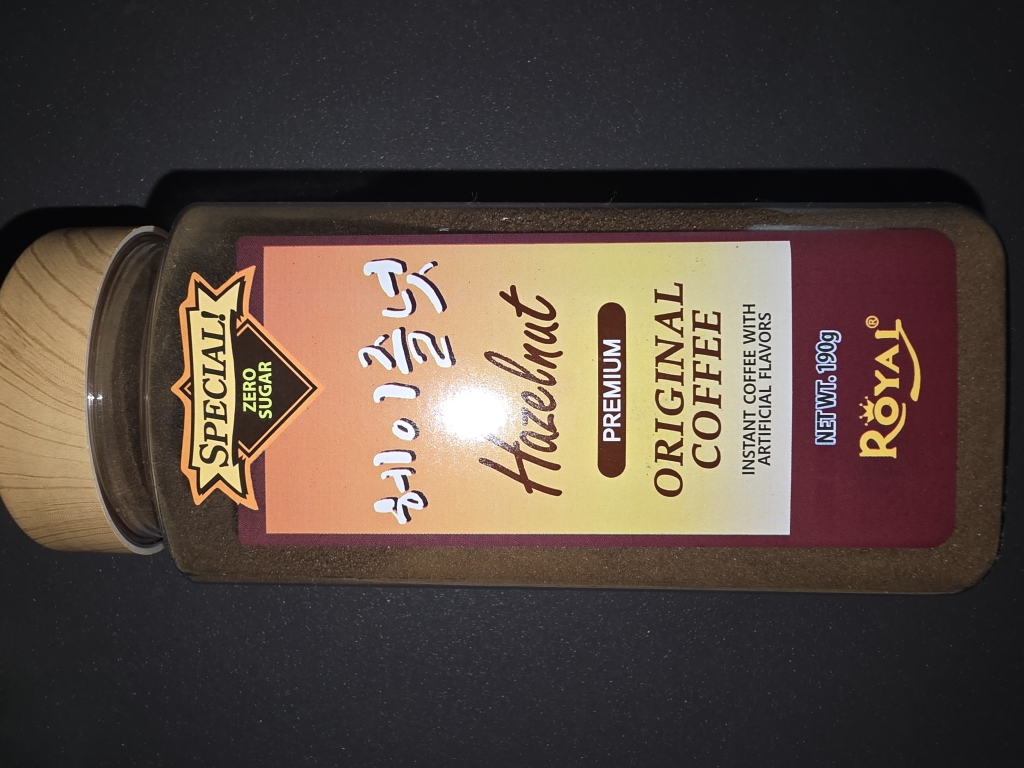 SPECIAL!
ZERO
SUGAR
헤이즐넛
Hazelnut
PREMIUM
ORIGINAL
COFFEE
INSTANT COFFEE WITH
ARTIFICIAL FLAVORS
NET WT. 190g
ROYAL®